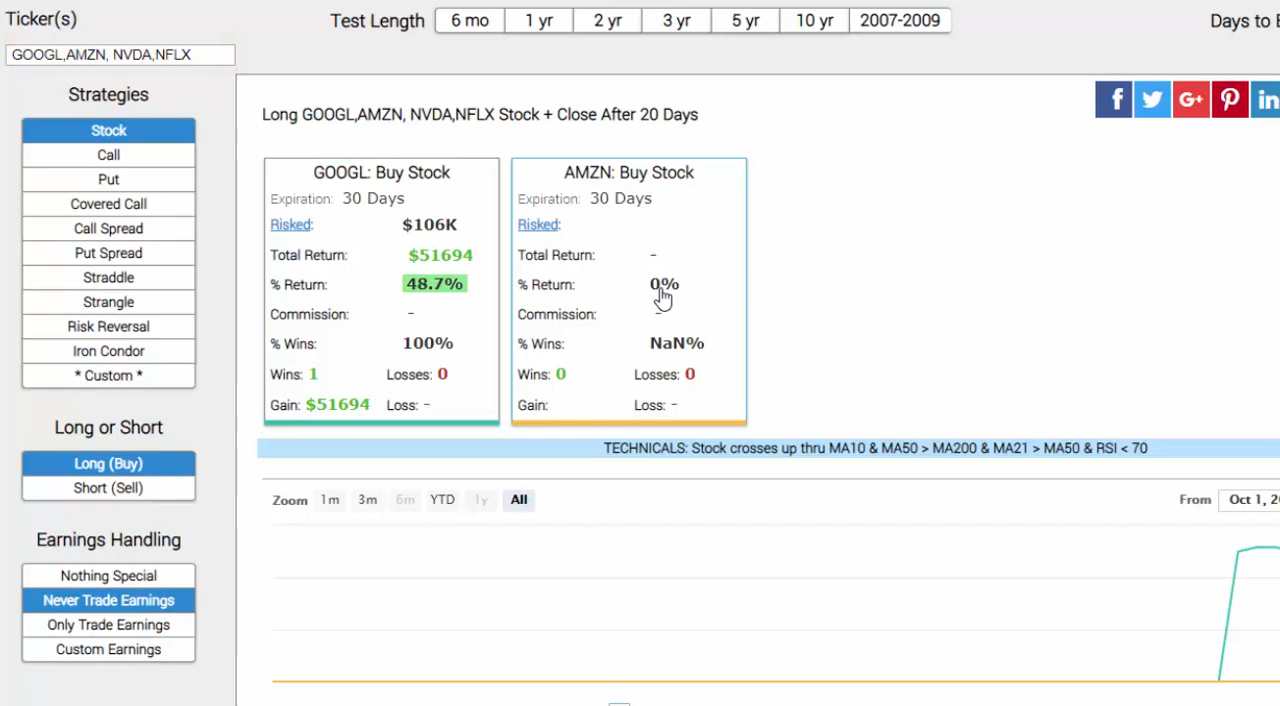 Ticker(s)
Test Length 6 mo 1 yr 2 yr 3 yr 5 yr 10 yr 2007-2009
Days to
GOOGL,AMZN, NVDA,NFLX
Strategies
Stock
Call
Put
Covered Call
Call Spread
Put Spread
Straddle
Strangle
Risk Reversal
Iron Condor
* Custom *
Long or Short
Long (Buy)
Short (Sell)
Earnings Handling
Nothing Special
Never Trade Earnings
Only Trade Earnings
Custom Earnings
Long GOOGL,AMZN, NVDA,NFLX Stock + Close After 20 Days
f G+ in
GOOGL: Buy Stock
Expiration: 30 Days
Risked: $106K
Total Return: $51694
% Return: 48.7%
Commission: -
% Wins: 100%
Wins: 1 Losses: 0
Gain: $51694 Loss: -
AMZN: Buy Stock
Expiration: 30 Days
Risked:
Total Return: -
% Return: 0%
Commission: -
% Wins: NaN%
Wins: 0 Losses: 0
Gain: Loss: -
TECHNICALS: Stock crosses up thru MA10 & MA50 > MA200 & MA21 > MA50 & RSI < 70
Zoom 1m 3m 6m YTD 1y All
From Oct 1, 2